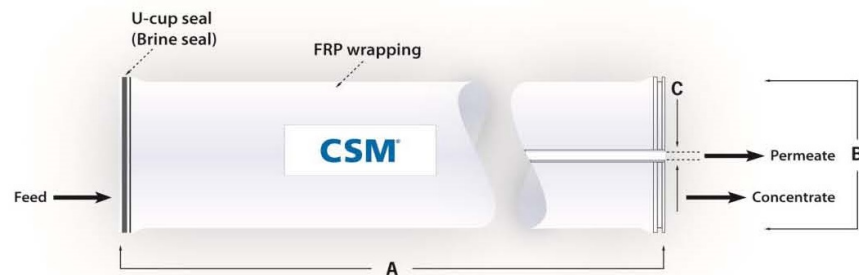 U-cup seal
(Brine seal)
FRP wrapping
C
CSM®
Permeate
B
Feed
Concentrate
A